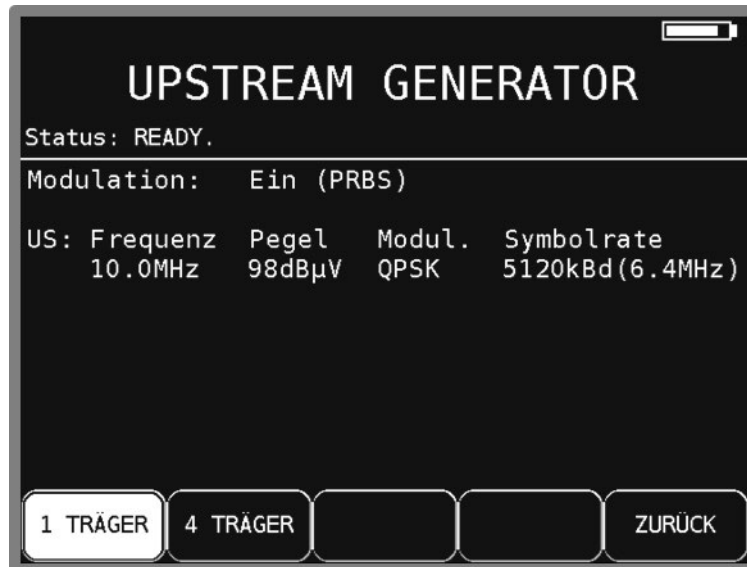 UPSTREAM GENERATOR
Status: READY.
Modulation: Ein (PRBS)
US: Frequenz Pegel Modul. Symbolrate
10.0MHz 98dBµV QPSK 5120kBd(6.4MHz)
1 TRÄGER 4 TRÄGER ZURÜCK